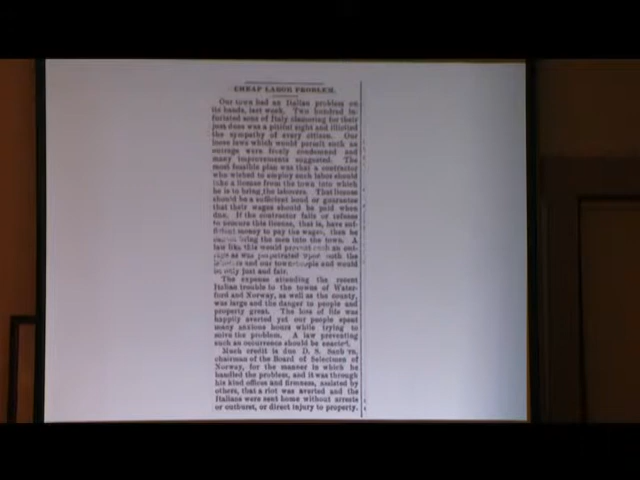 CHEAP LABOR PROBLEM.
Our town had an Italian problem on
its hands, last week. Two hundred in-
furiated sons of Italy clamoring for their
just dues was a pitiful sight and illicited
the sympathy of every citizen. Our
loose laws which would permit such an
outrage were freely condemned and
many improvements suggested. The
most feasible plan was that a contractor
who wished to employ such labor should
take a license from the town into which
he is to bring the laborers. That license
should be a sufficient bond or guarantee
that their wages should be paid when
due. If the contractor fails or refuses
to secure this license, that is, have suf-
ficient money to pay the wages, then he
cannot bring the men into the town. A
law like this would prevent such an out-
rage as was perpetrated upon both the
laborers and our townspeople and would
be only just and fair.
The expense attending the recent
Italian trouble to the towns of Water-
ford and Norway, as well as the county,
was large and the danger to people and
property great. The loss of life was
happily averted yet our people spent
many anxious hours while trying to
solve the problem. A law preventing
such an occurrence should be enacted.
Much credit is due D. S.
chairman of the Board of Selectmen of
Norway, for the manner in which he
handled the problem, and it was through
his kind offices and firmness, assisted by
others, that a riot was averted and the
Italians were sent home without arrests
or outburst, or direct injury to property.